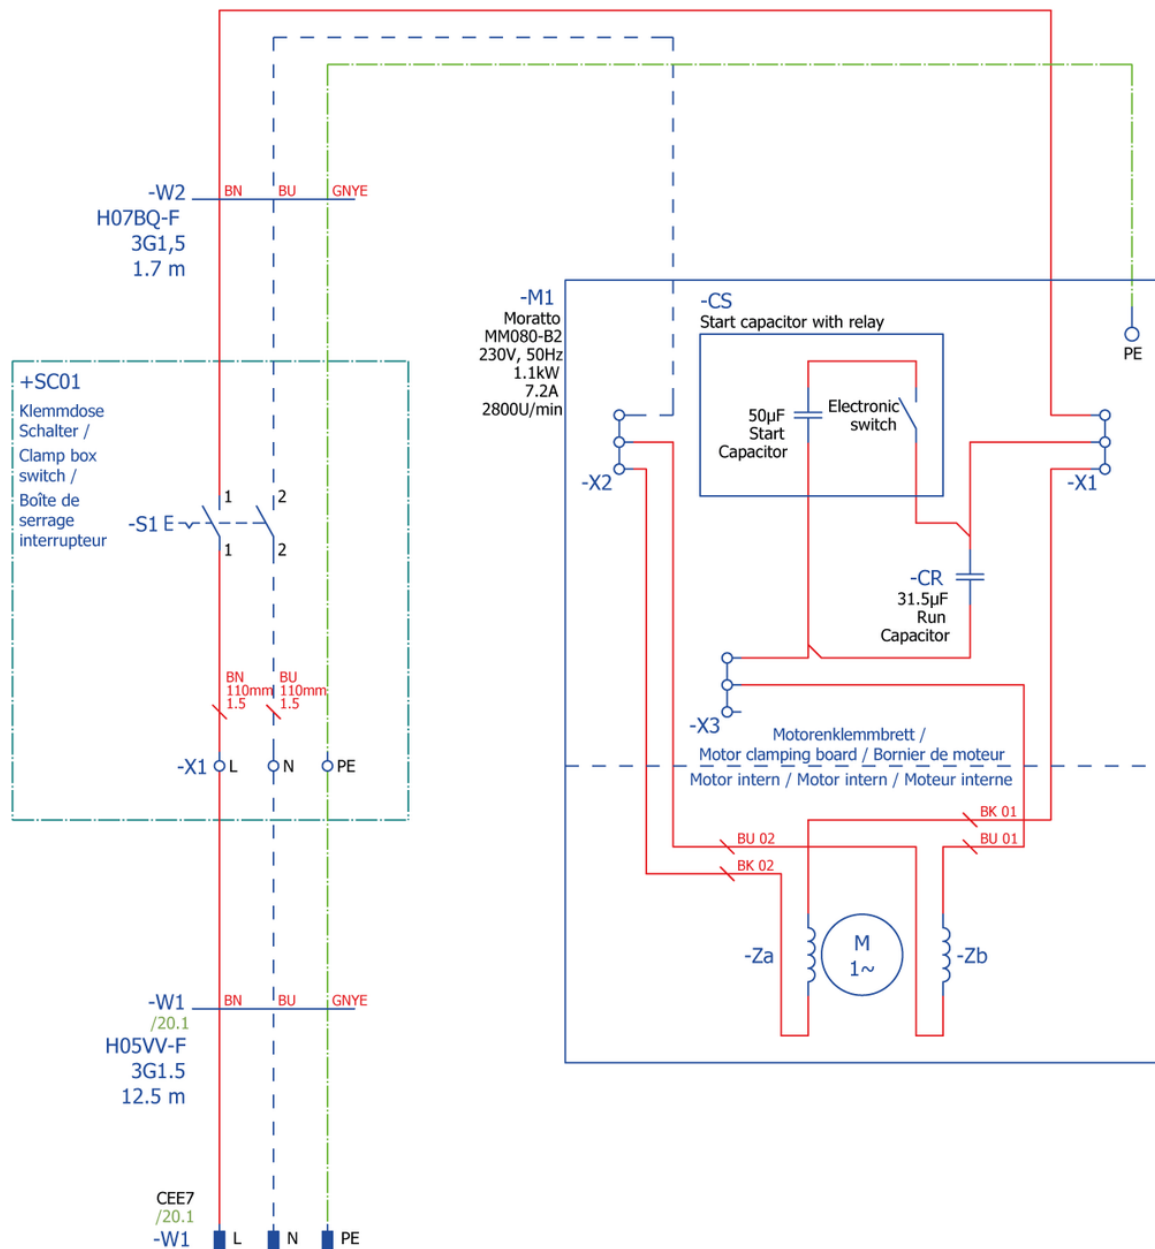 -W2
BN
BU
GNYE
H07BQ-F
3G1,5
1.7 m
-M1
Moratto
MM080-B2
230V, 50Hz
1.1kW
7.2A
2800U/min
-CS
Start capacitor with relay
50µF
Start
Capacitor
Electronic
switch
PE
-X2
-X1
-CR
31.5µF
Run
Capacitor
-X3
Motorenklemmbrett /
Motor clamping board / Bornier de moteur
Motor intern / Motor intern / Moteur interne
BK 01
BU 01
BU 02
BK 02
-Za
M
1~
-Zb
+SC01
Klemmdose
Schalter /
Clamp box
switch /
Boîte de
serrage
interrupteur
1
2
-S1 E
1
2
BN
110mm
1.5
BU
110mm
1.5
-X1
L
N
PE
-W1
BN
BU
GNYE
/20.1
H05VV-F
3G1.5
12.5 m
CEE7
/20.1
-W1
L
N
PE